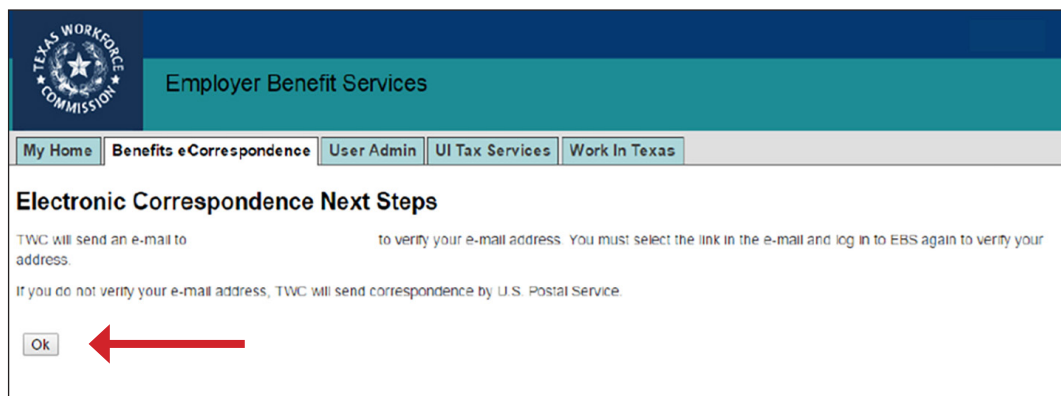 TEXAS WORKFORCE COMMISSION
Employer Benefit Services
My Home Benefits eCorrespondence User Admin UI Tax Services Work In Texas
Electronic Correspondence Next Steps
TWC will send an e-mail to to verify your e-mail address. You must select the link in the e-mail and log in to EBS again to verify your
address.
If you do not verify your e-mail address, TWC will send correspondence by U.S. Postal Service.
Ok